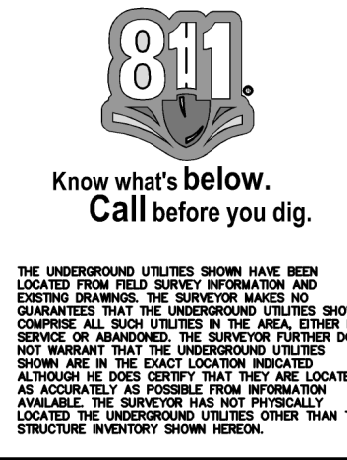 811
®
Know what's below.
Call before you dig.
THE UNDERGROUND UTILITIES SHOWN HAVE BEEN
LOCATED FROM FIELD SURVEY INFORMATION AND
EXISTING DRAWINGS. THE SURVEYOR MAKES NO
GUARANTEES THAT THE UNDERGROUND UTILITIES
COMPRISE ALL SUCH UTILITIES IN THE AREA, EITHER
SERVICE OR ABANDONED. THE SURVEYOR FURTHER
NOT WARRANT THAT THE UNDERGROUND UTILITIES
SHOWN ARE IN THE EXACT LOCATION INDICATED
ALTHOUGH HE DOES CERTIFY THAT THEY ARE
AS ACCURATELY AS POSSIBLE FROM INFORMATION
AVAILABLE. THE SURVEYOR HAS NOT PHYSICALLY
LOCATED THE UNDERGROUND UTILITIES OTHER THAN
STRUCTURE INVENTORY SHOWN HEREON.